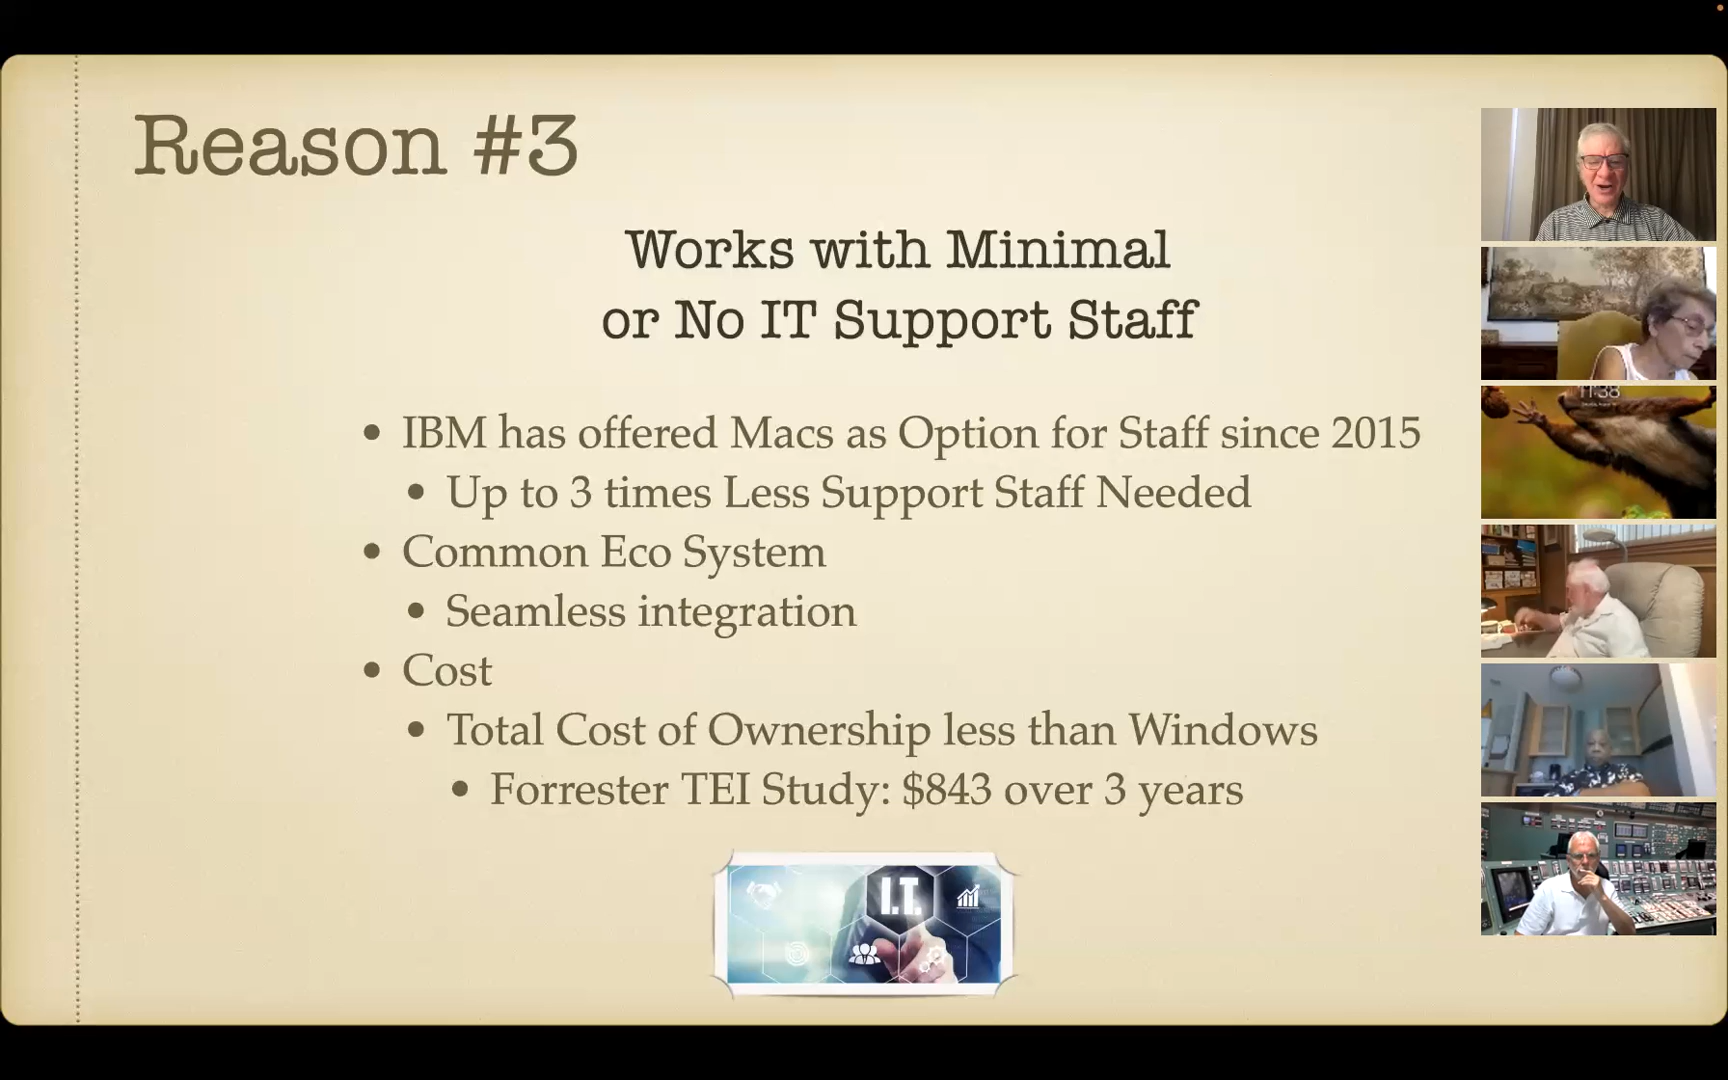 Reason #3
Works with Minimal
or No IT Support Staff
• IBM has offered Macs as Option for Staff since 2015
• Up to 3 times Less Support Staff Needed
• Common Eco System
• Seamless integration
• Cost
• Total Cost of Ownership less than Windows
• Forrester TEI Study: $843 over 3 years
I.T.
11:38